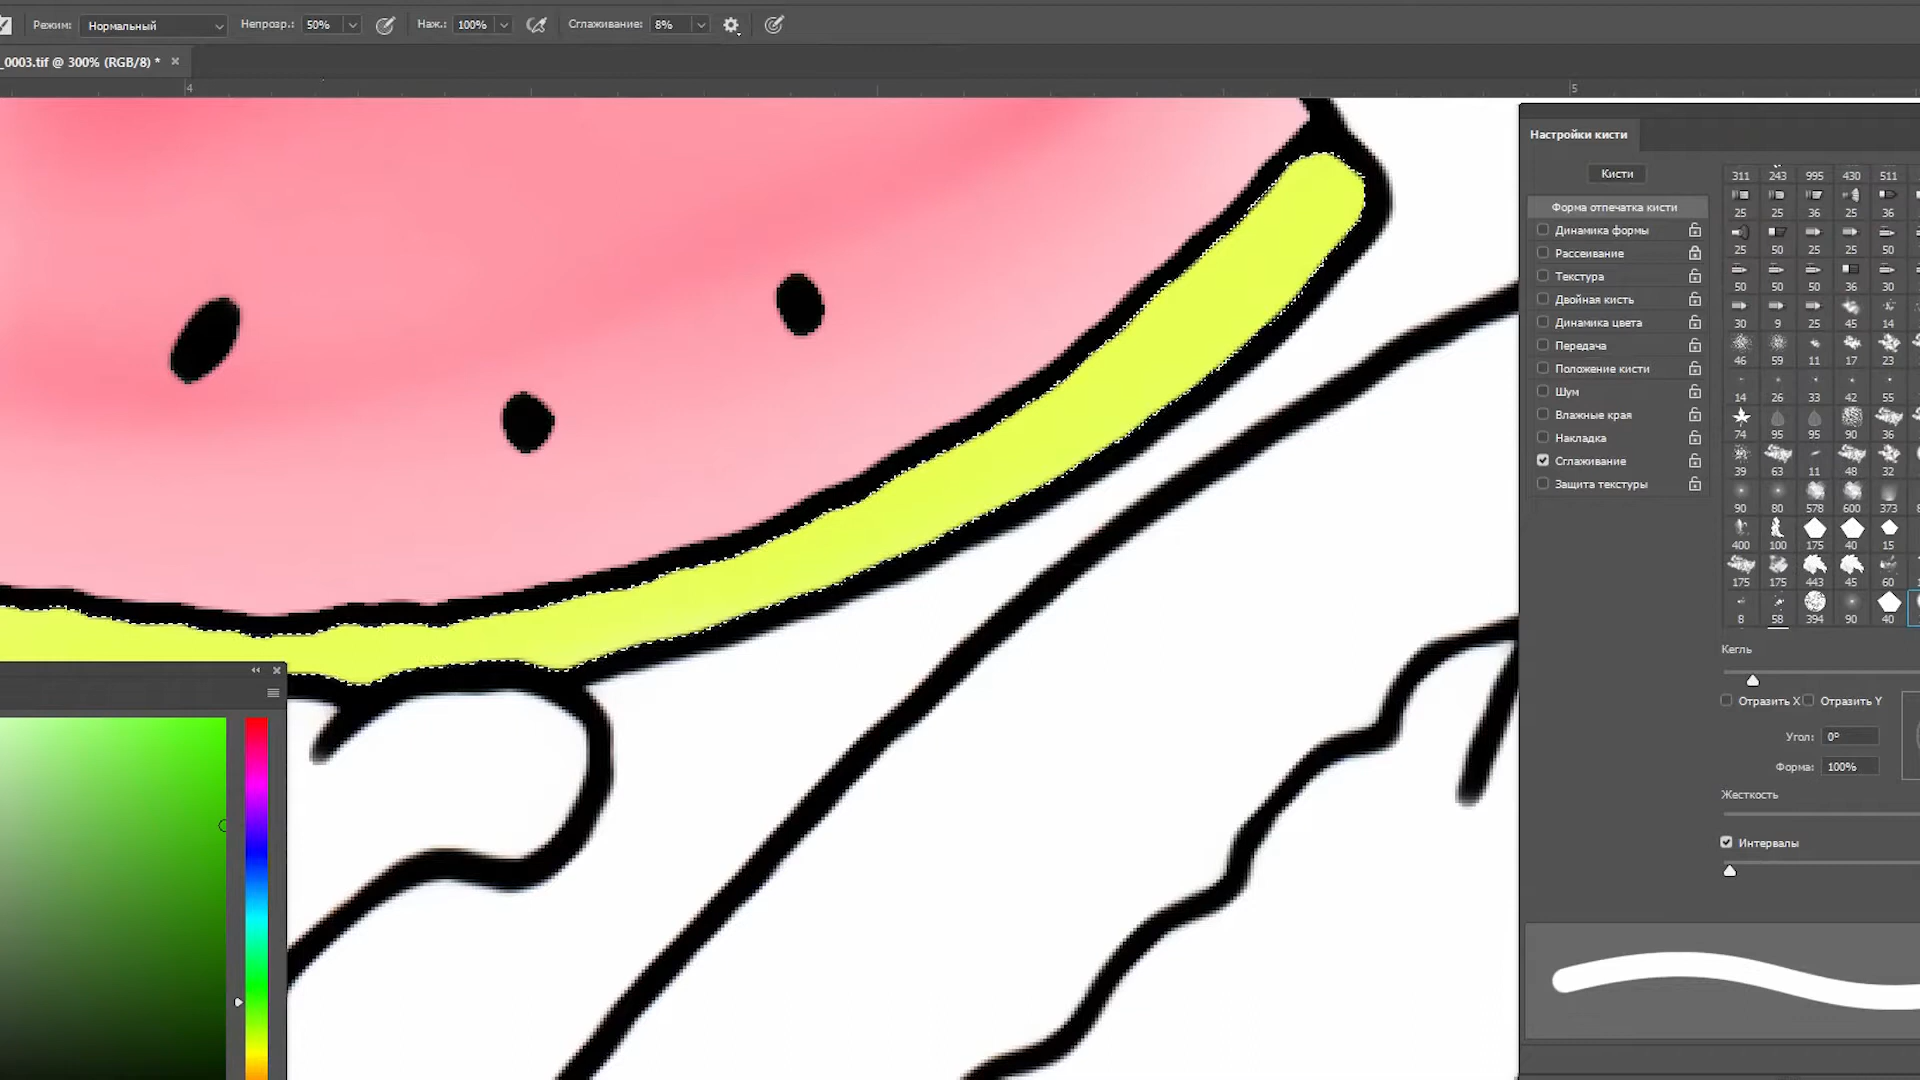 Режим: Нормальный Непрозр.: 50% Наж.: 100% Сглаживание: 8%
_0003.tif @ 300% (RGB/8) * ×
4 5
Настройки кисти
Кисти
Форма отпечатка кисти
Динамика формы
Рассеивание
Текстура
Двойная кисть
Динамика цвета
Передача
Положение кисти
Шум
Влажные края
Накладка
Сглаживание
Защита текстуры
311 243 995 430 511
25 25 36 25 36
25 50 25 25 50
50 50 50 36 30
30 9 25 45 14
46 59 11 17 23
14 26 33 42 55
74 95 95 90 36
39 63 11 48 32
90 80 578 600 373
400 100 175 40 15
175 175 443 45 60
8 58 394 90 40
Кегль
Отразить X Отразить Y
Угол: 0°
Форма: 100%
Жесткость
Интервалы